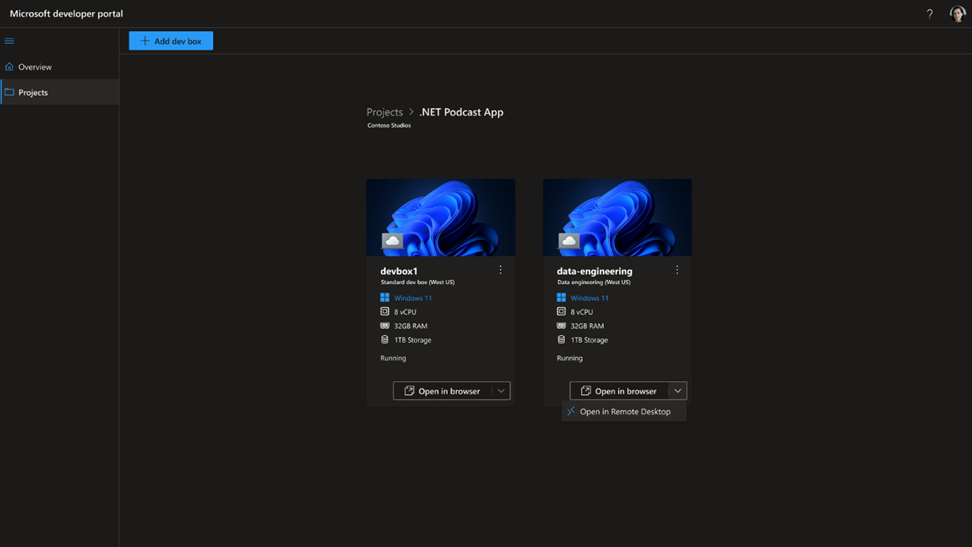 Microsoft developer portal
?
+ Add dev box
Overview
Projects
Projects > .NET Podcast App
Contoso Studios
devbox1
Standard dev box (West US)
Windows 11
8 vCPU
32GB RAM
1TB Storage
Running
Open in browser
data-engineering
Data engineering (West US)
Windows 11
8 vCPU
32GB RAM
1TB Storage
Running
Open in browser
Open in Remote Desktop